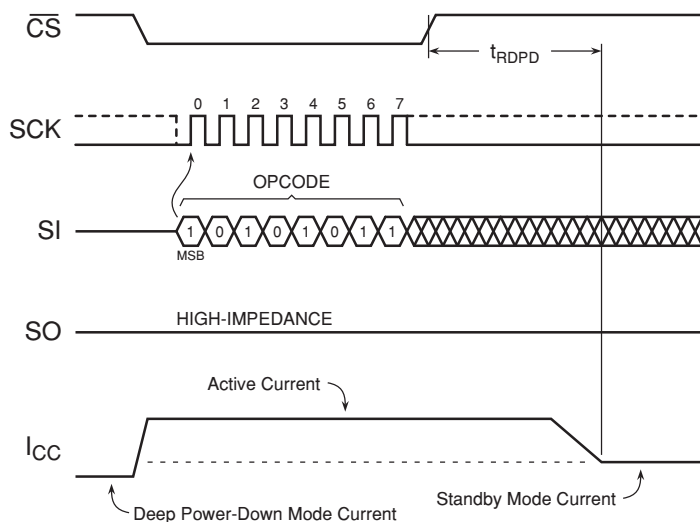 CS
tRDPD
0 1 2 3 4 5 6 7
SCK
OPCODE
SI
1 0 1 0 1 0 1 1
MSB
HIGH-IMPEDANCE
SO
Active Current
ICC
Standby Mode Current
Deep Power-Down Mode Current